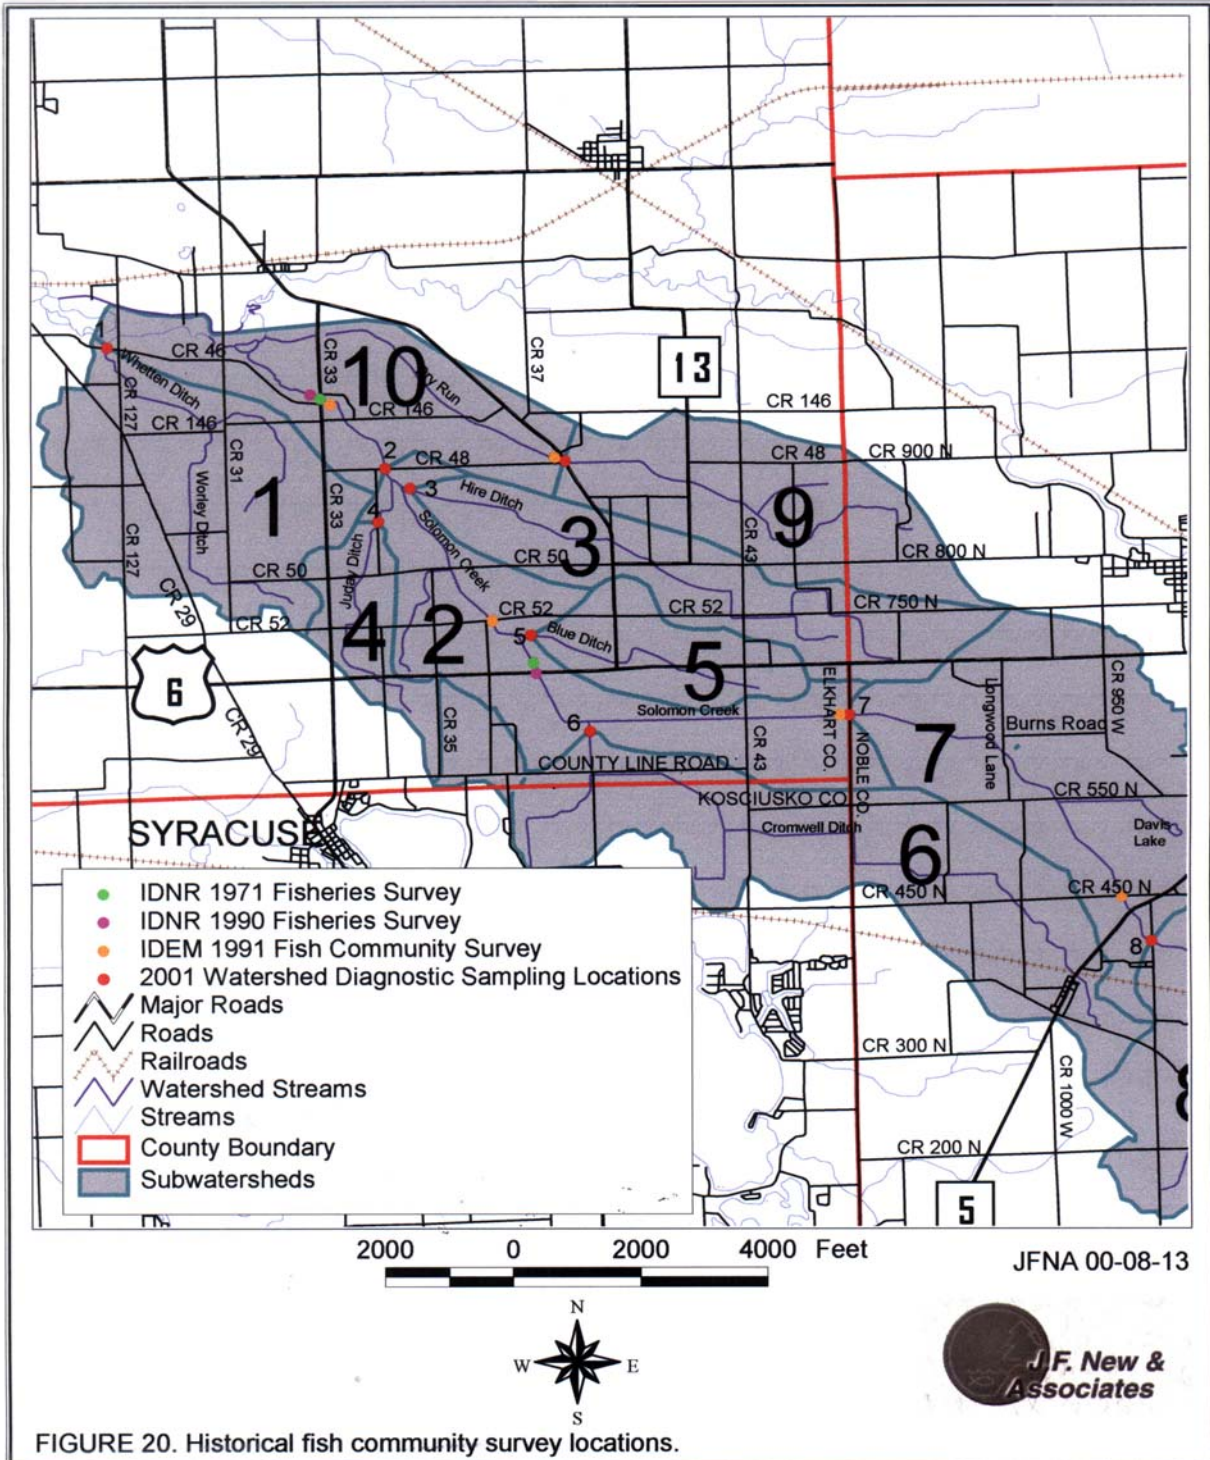 CR 46
CR 33
10
Dry Run
CR 37
13
1
Whetten Ditch
CR 127
CR 146
CR 146
CR 146
CR 31
2
CR 48
CR 48
CR 900 N
Worley Ditch
1
CR 33
3
Hire Ditch
4
Solomon Creek
3
9
CR 43
CR 127
CR 50
CR 50
CR 800 N
Juday Ditch
CR 29
CR 52
4
2
CR 52
5
Blue Ditch
CR 52
CR 750 N
6
5
ELKHART CO.
CR 950 W
CR 29
CR 35
6
Solomon Creek
CR 43
7
NOBLE CO.
7
Longwood Lane
Burns Road
COUNTY LINE ROAD
KOSCIUSKO CO.
CR 550 N
SYRACUSE
Cromwell Ditch
6
Davis
Lake
CR 450 N
CR 450 N
8
IDNR 1971 Fisheries Survey
IDNR 1990 Fisheries Survey
IDEM 1991 Fish Community Survey
2001 Watershed Diagnostic Sampling Locations
Major Roads
Roads
Railroads
Watershed Streams
Streams
County Boundary
Subwatersheds
CR 300 N
CR 1000 W
8
CR 200 N
5
2000 0 2000 4000 Feet
JFNA 00-08-13
N
W E
S
J.F. New &
Associates
FIGURE 20. Historical fish community survey locations.